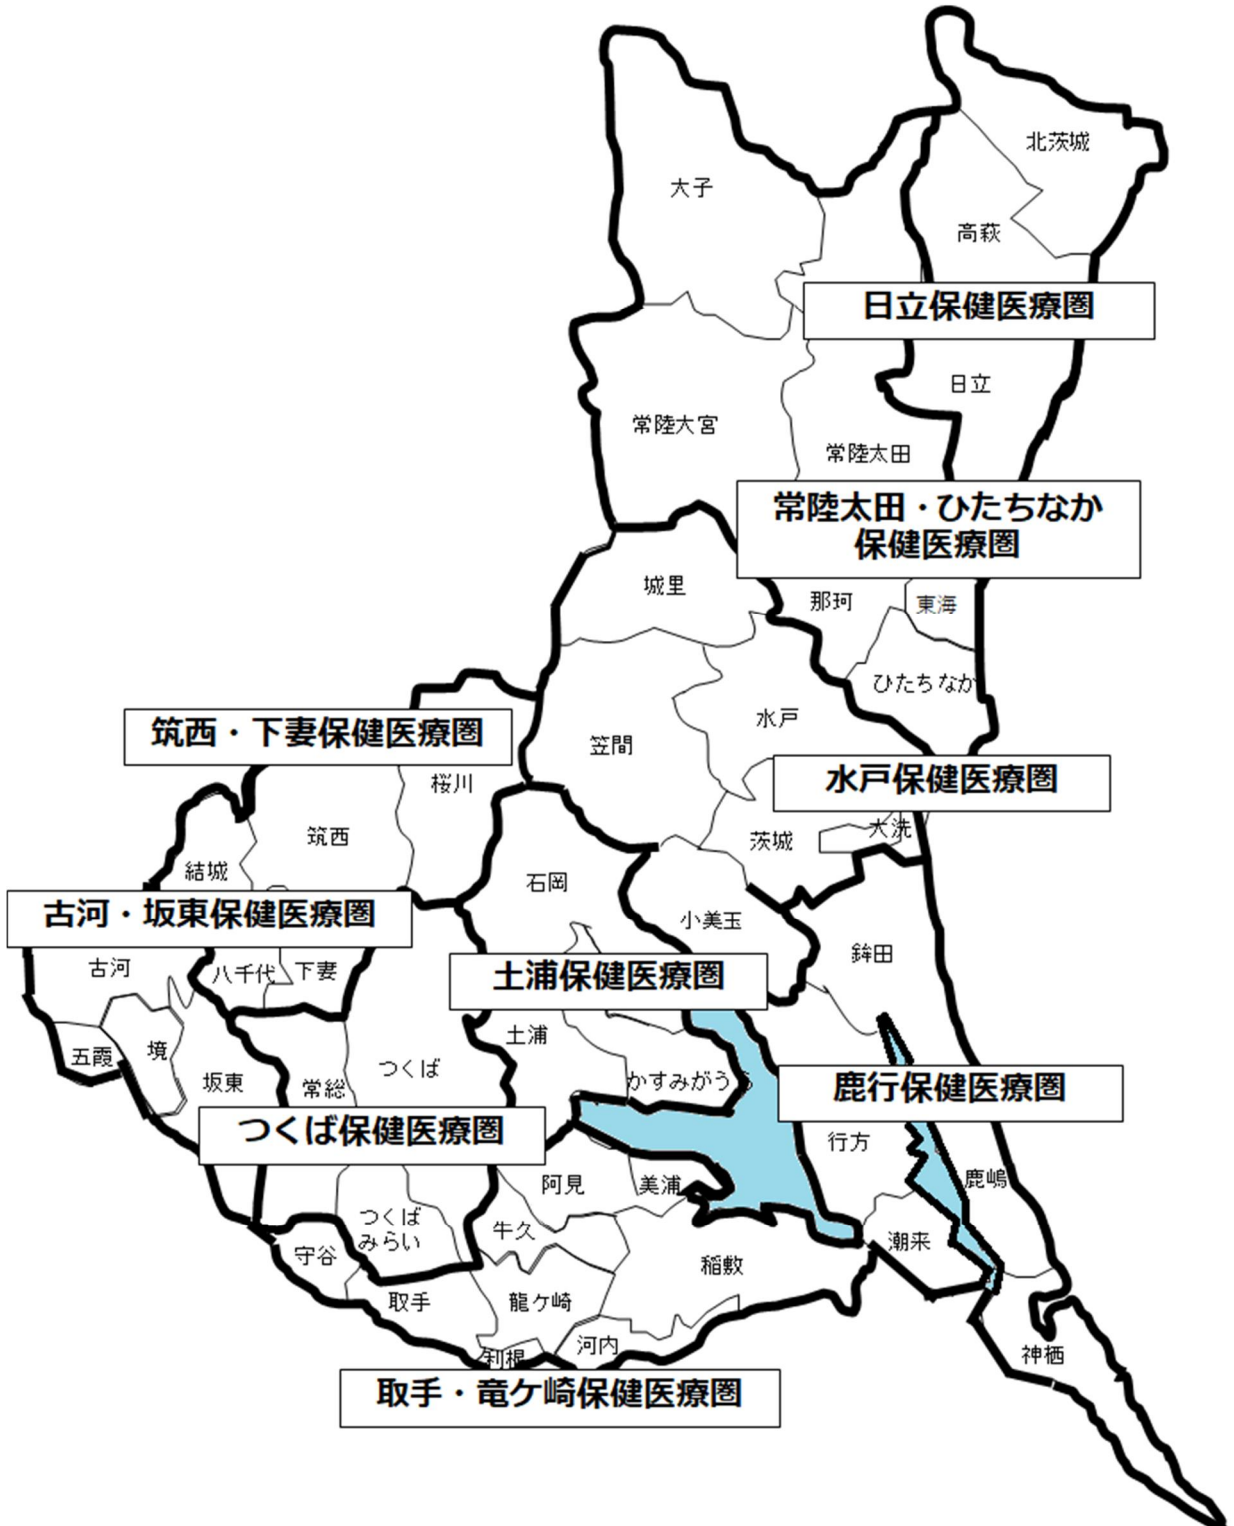 北茨城
大子
高萩
日立保健医療圏
日立
常陸大宮
常陸太田
常陸太田・ひたちなか
保健医療圏
城里
那珂
東海
ひたちなか
水戸
笠間
筑西・下妻保健医療圏
水戸保健医療圏
桜川
筑西
茨城
大洗
結城
石岡
古河・坂東保健医療圏
小美玉
鉾田
古河
八千代
下妻
土浦保健医療圏
土浦
五霞
境
坂東
常総
つくば
かすみがうら
鹿行保健医療圏
つくば保健医療圏
行方
阿見
美浦
鹿嶋
つくば
みらい
牛久
守谷
潮来
稲敷
取手
龍ケ崎
利根
河内
神栖
取手・竜ケ崎保健医療圏